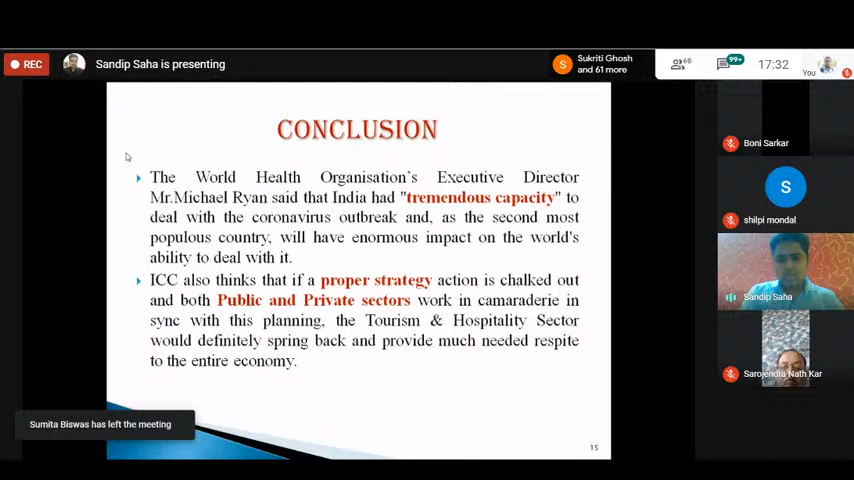 REC
Sandip Saha is presenting
S
Sukriti Ghosh
and 61 more
68
99+
17:32
You
CONCLUSION
The World Health Organisation's Executive Director
Mr.Michael Ryan said that India had "tremendous capacity" to
deal with the coronavirus outbreak and, as the second most
populous country, will have enormous impact on the world's
ability to deal with it.
ICC also thinks that if a proper strategy action is chalked out
and both Public and Private sectors work in camaraderie in
sync with this planning, the Tourism & Hospitality Sector
would definitely spring back and provide much needed respite
to the entire economy.
15
Boni Sarkar
S
shilpi mondal
Sandip Saha
Sarojendra Nath Kar
Sumita Biswas has left the meeting